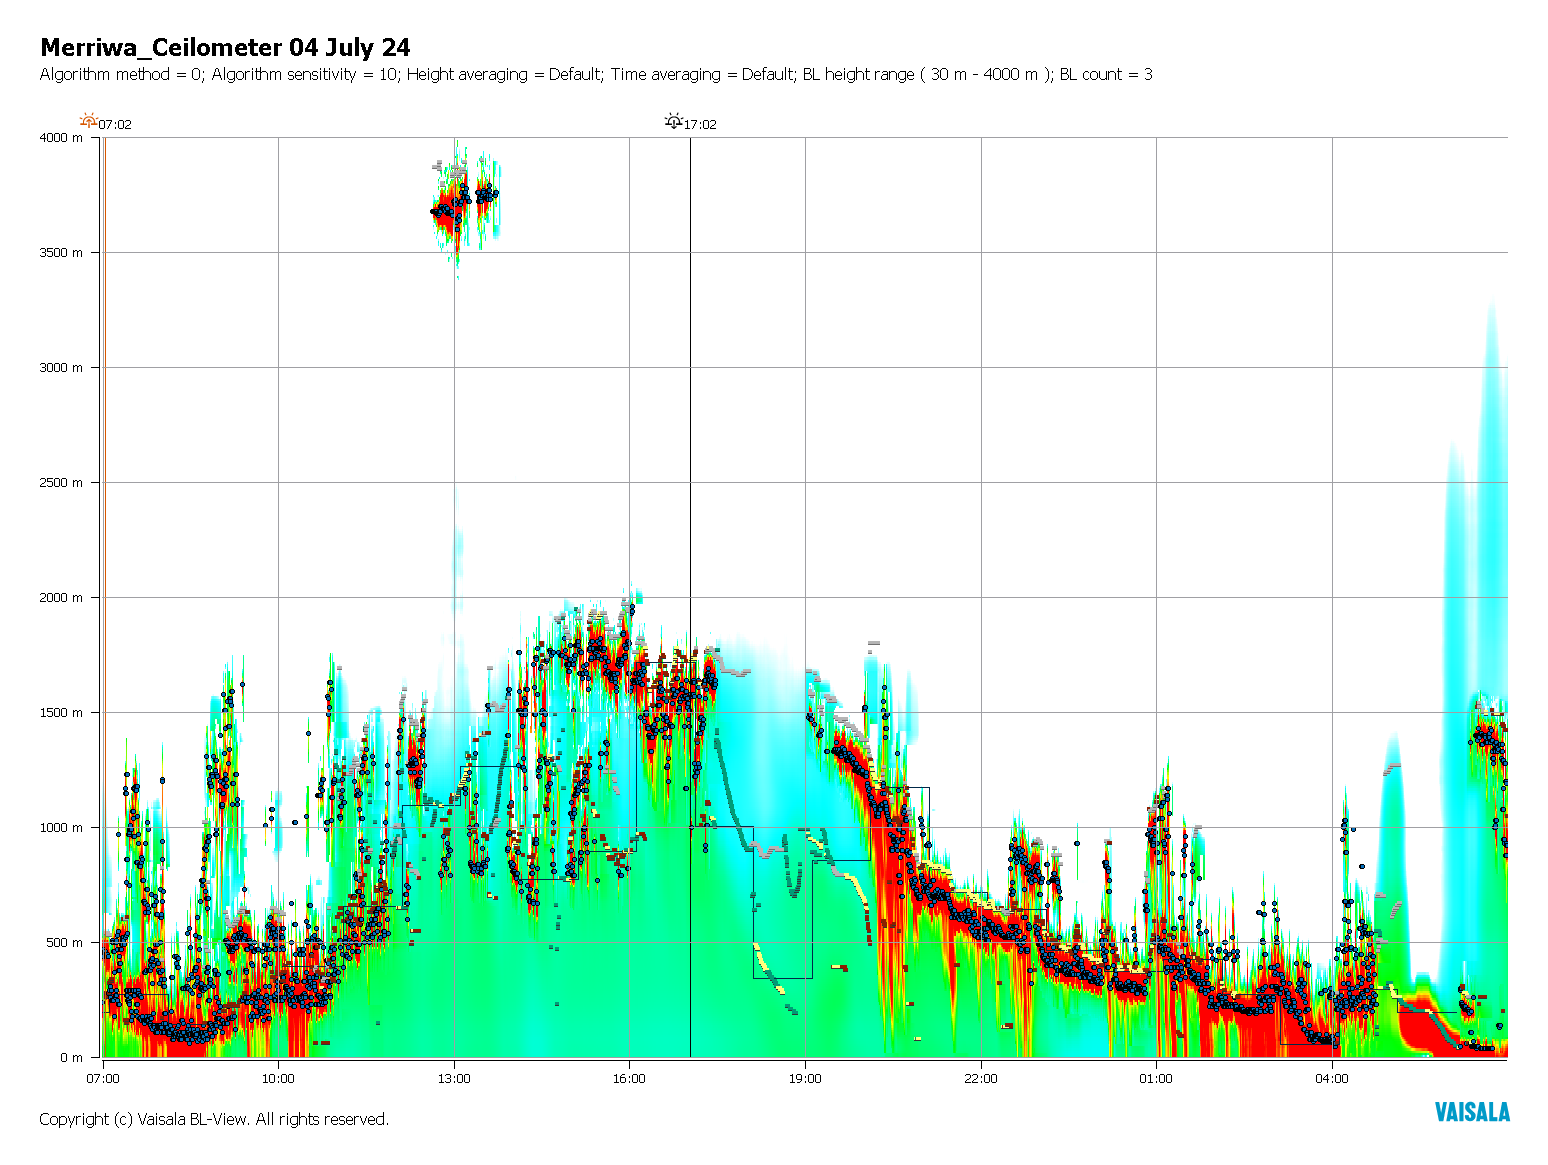 Merriwa_Ceilometer 04 July 24
Algorithm method = 0; Algorithm sensitivity = 10; Height averaging = Default; Time averaging = Default; BL height range ( 30 m - 4000 m ); BL count = 3
07:02
17:02
4000 m
3500 m
3000 m
2500 m
2000 m
1500 m
1000 m
500 m
0 m
07:00 10:00 13:00 16:00 19:00 22:00 01:00 04:00
Copyright (c) Vaisala BL-View. All rights reserved.
VAISALA